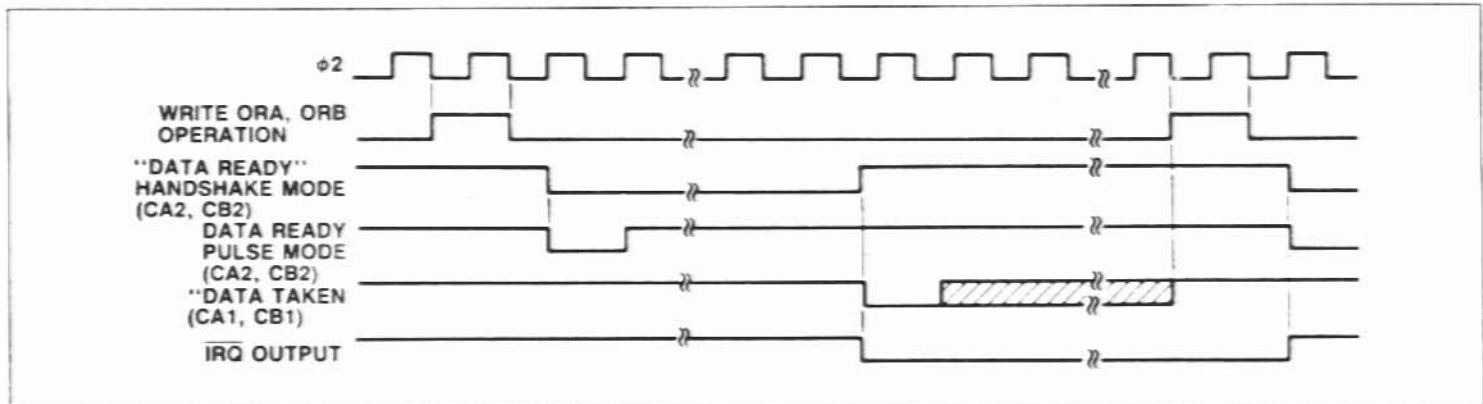 ϕ2
WRITE ORA, ORB
OPERATION
"DATA READY"
HANDSHAKE MODE
(CA2, CB2)
DATA READY
PULSE MODE
(CA2, CB2)
"DATA TAKEN
(CA1, CB1)
IRQ OUTPUT